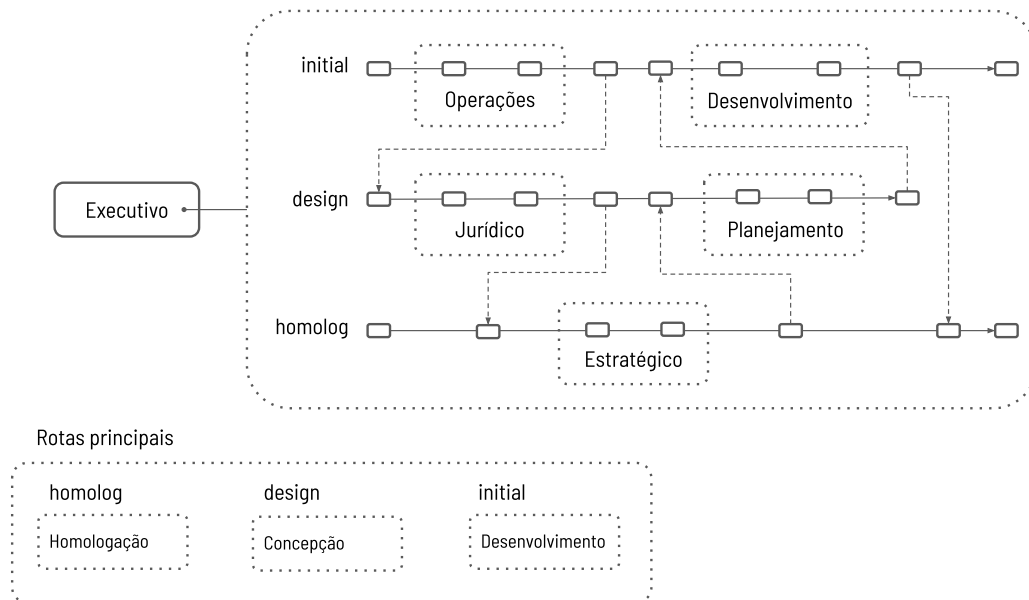 initial
Operações
Desenvolvimento
design
Executivo
Jurídico
Planejamento
homolog
Estratégico
Rotas principais
homolog
design
initial
Homologação
Concepção
Desenvolvimento